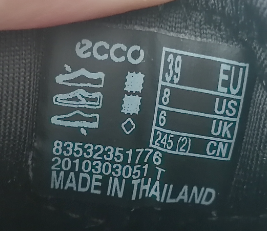 ecco
39 EU
8 US
6 UK
245 (2) CN
83532351776
2010303051 T
MADE IN THAILAND